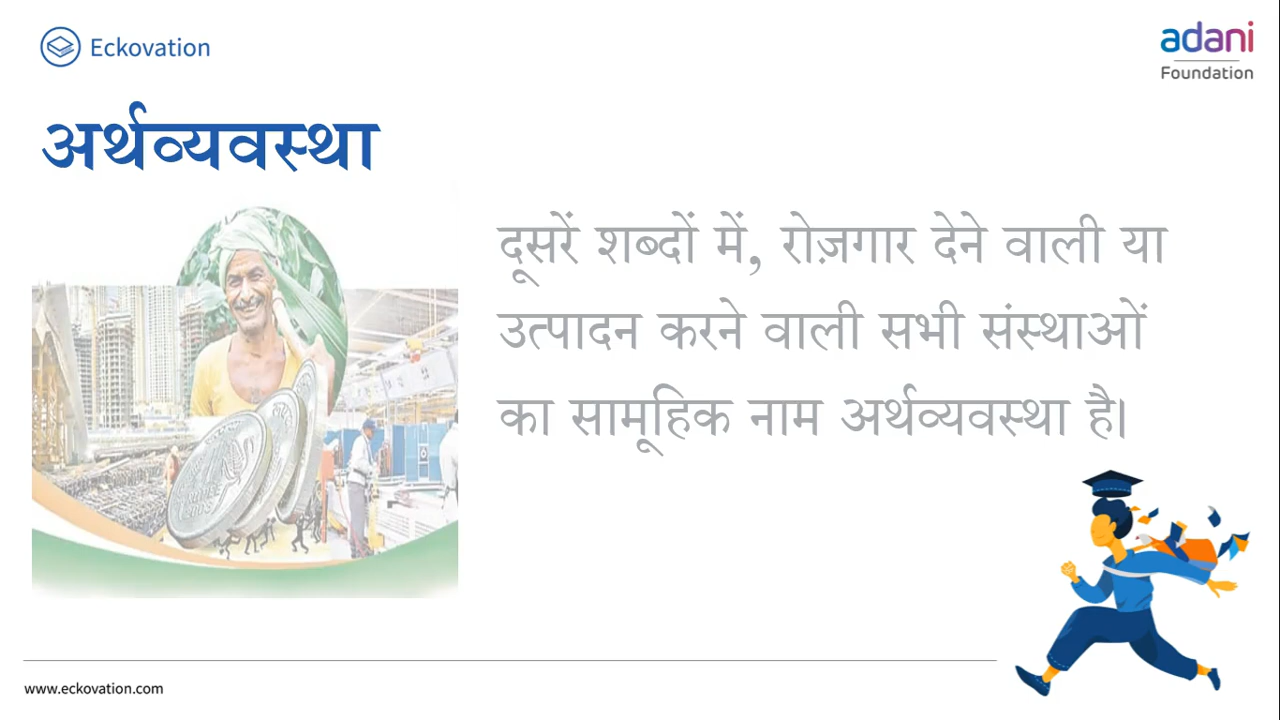 Eckovation
adani
Foundation
अर्थव्यवस्था
दूसरें शब्दों में, रोज़गार देने वाली या
उत्पादन करने वाली सभी संस्थाओं
का सामूहिक नाम अर्थव्यवस्था है।
www.eckovation.com